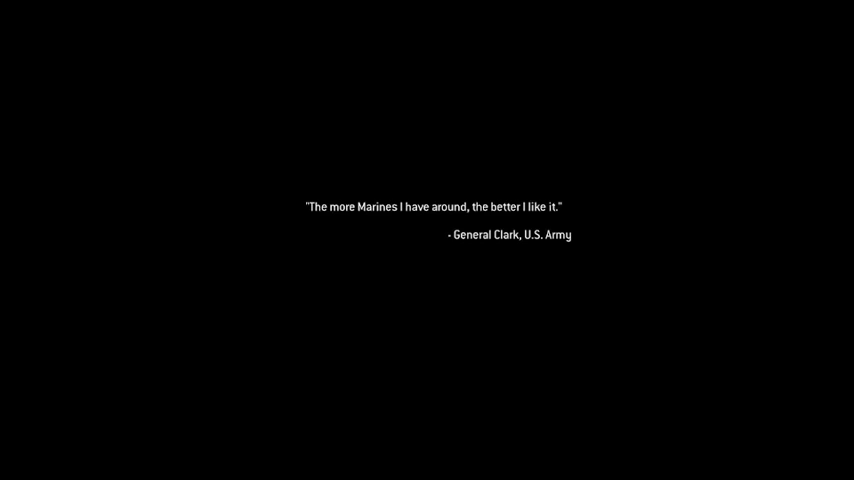 "The more Marines I have around, the better I like it."
- General Clark, U.S. Army